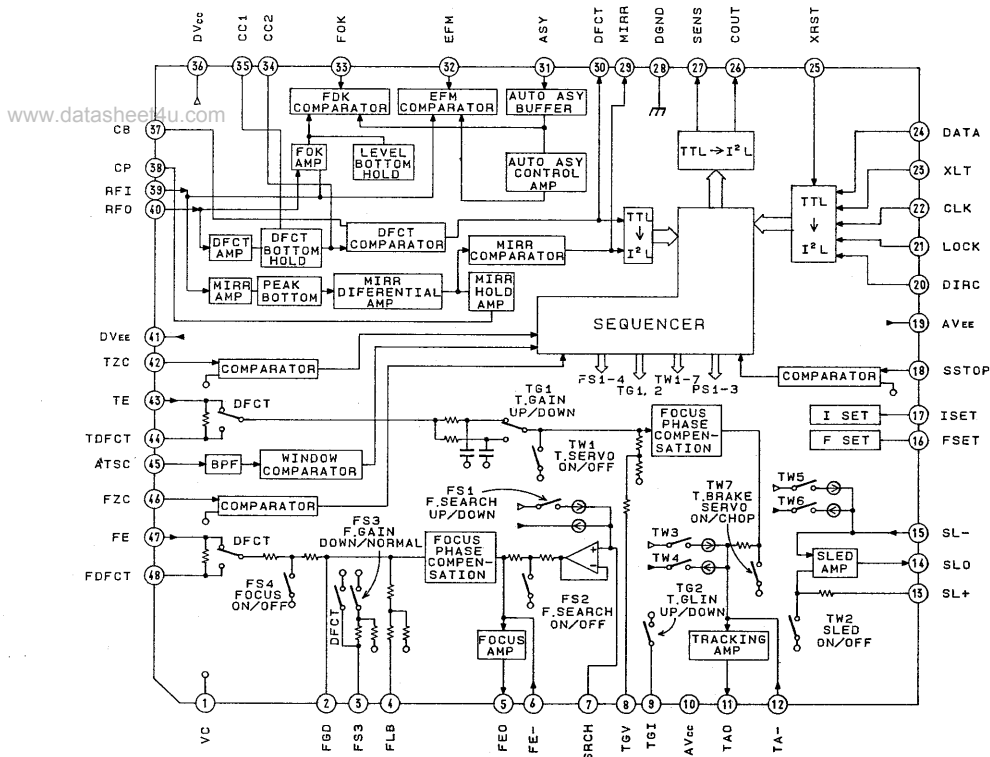 DVcc
CC1
CC2
FOK
EFM
ASY
DFCT
MIRR
DGND
SENS
COUT
XRST
36
35
34
33
32
31
30
29
28
27
26
25
www.datasheet4u.com
FDK
COMPARATOR
EFM
COMPARATOR
AUTO ASY
BUFFER
CB
37
CP
38
RFI
39
RFO
40
FOK
AMP
LEVEL
BOTTOM
HOLD
AUTO ASY
CONTROL
AMP
TTL→I²L
24
DATA
23
XLT
22
CLK
21
LOCK
20
DIRC
19
AVEE
TTL
↓
I²L
DFCT
AMP
DFCT
BOTTOM
HOLD
DFCT
COMPARATOR
MIRR
COMPARATOR
TTL
↓
I²L
MIRR
AMP
PEAK
BOTTOM
MIRR
DIFERENTIAL
AMP
MIRR
HOLD
AMP
SEQUENCER
DVEE
41
TZC
42
COMPARATOR
FS1-4
TG1, 2
TW1-7
PS1-3
COMPARATOR
18
SSTOP
TE
43
DFCT
TG1
T,GAIN
UP/DOWN
FOCUS
PHASE
COMPEN-
SATION
I SET
17
ISET
F SET
16
FSET
TDFCT
44
TW1
T.SERVO
ON/OFF
ATSC
45
BPF
WINDOW
COMPARATOR
FZC
46
COMPARATOR
FS1
F,SEARCH
UP/DOWN
TW7
T,BRAKE
SERVO
ON/CHOP
TW5
TW6
FE
47
DFCT
FS3
F,GAIN
DOWN/NORMAL
FOCUS
PHASE
COMPEN-
SATION
TW3
TW4
15
SL-
SLED
AMP
14
SLO
FDFCT
48
FS4
FOCUS
ON/OFF
DFCT
FS2
F,SEARCH
ON/OFF
TG2
T,GLIN
UP/DOWN
13
SL+
TW2
SLED
ON/OFF
FOCUS
AMP
TRACKING
AMP
1
2
3
4
5
6
7
8
9
10
11
12
VC
FGD
FS3
FLB
FEO
FE-
SRCH
TGV
TGI
AVcc
TAO
TA-